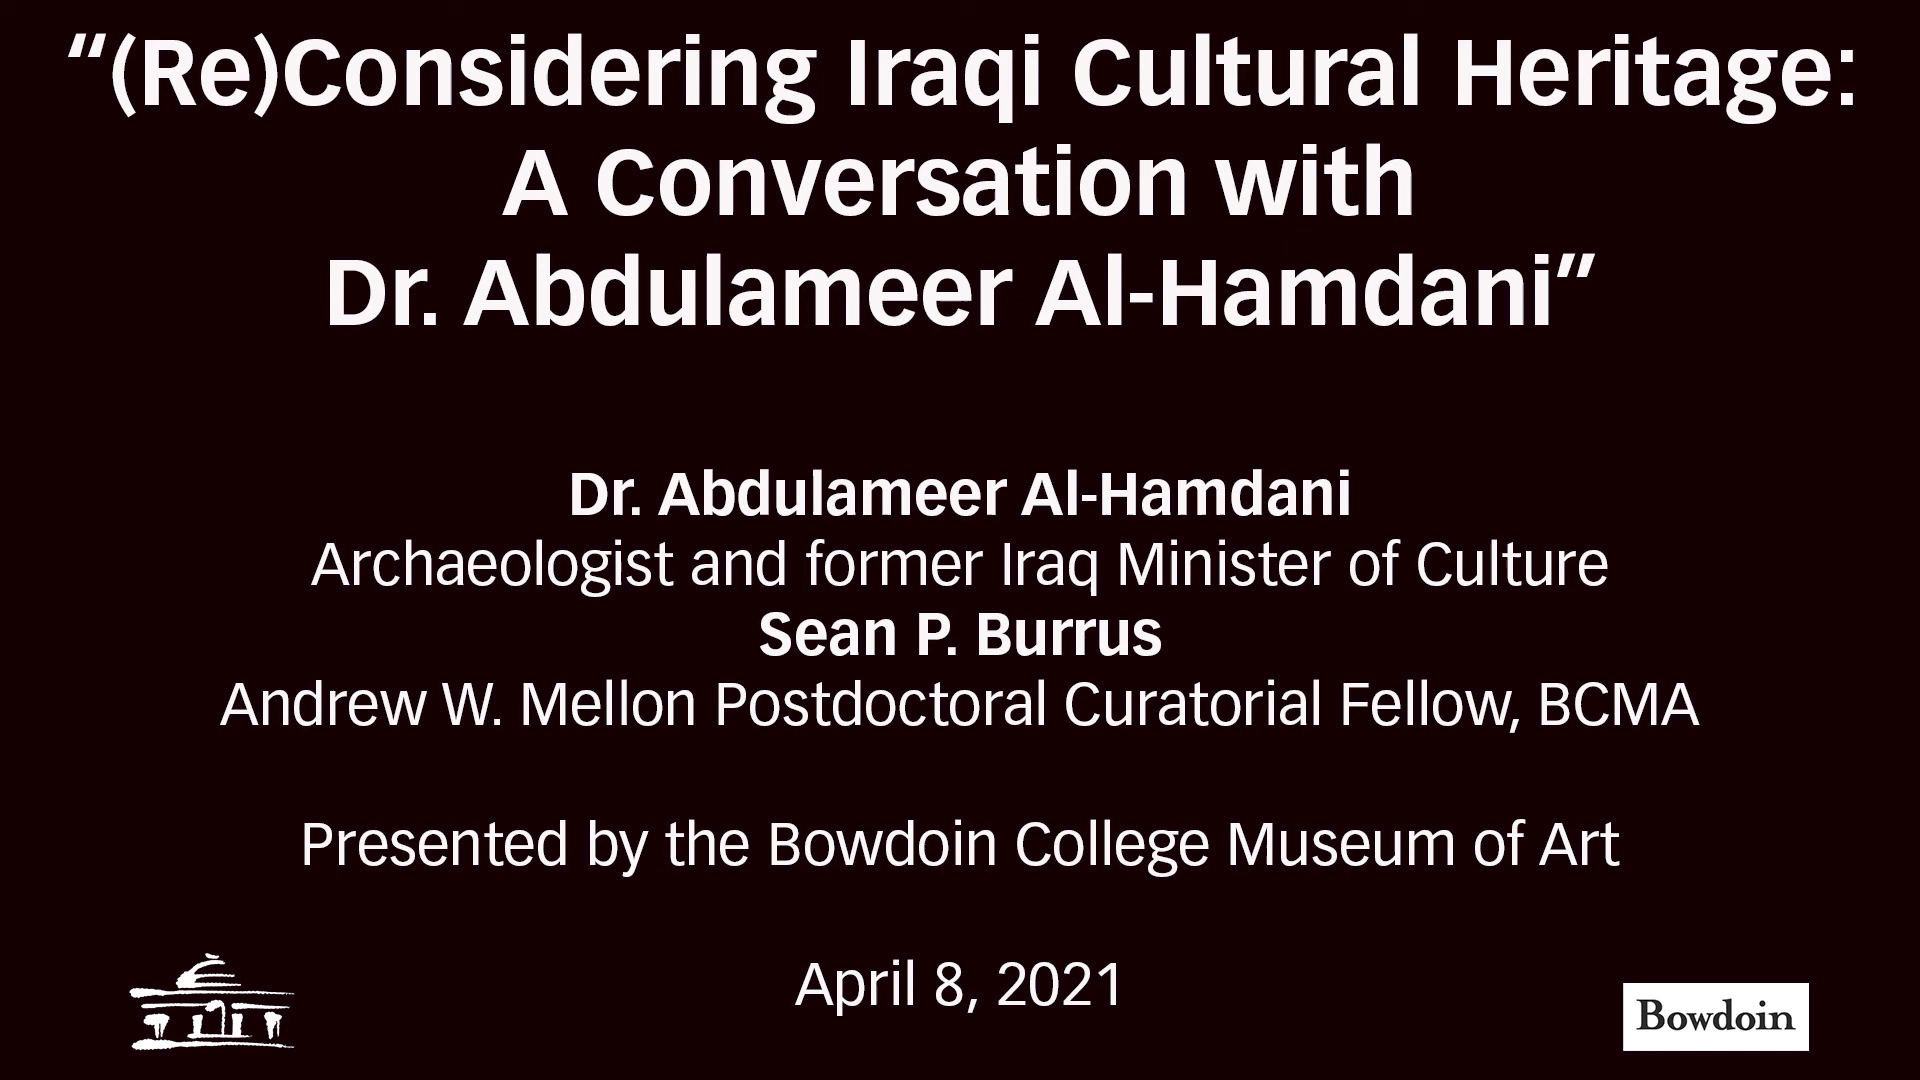 “(Re)Considering Iraqi Cultural Heritage:
A Conversation with
Dr. Abdulameer Al-Hamdani”
Dr. Abdulameer Al-Hamdani
Archaeologist and former Iraq Minister of Culture
Sean P. Burrus
Andrew W. Mellon Postdoctoral Curatorial Fellow, BCMA
Presented by the Bowdoin College Museum of Art
April 8, 2021
Bowdoin